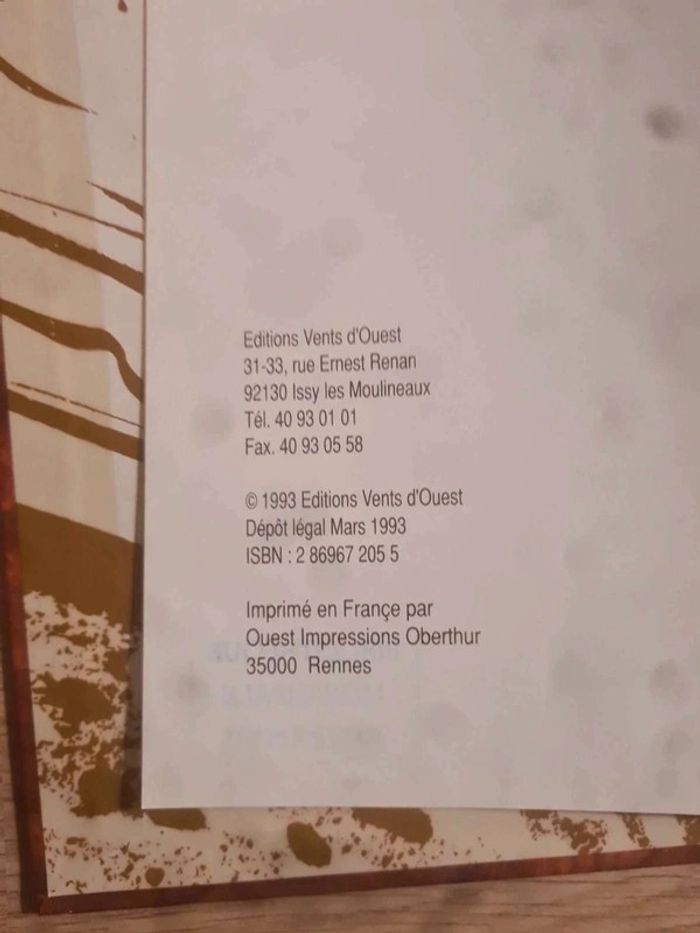 Editions Vents d'Ouest
31-33, rue Ernest Renan
92130 Issy les Moulineaux
Tél. 40 93 01 01
Fax. 40 93 05 58
© 1993 Editions Vents d'Ouest
Dépôt légal Mars 1993
ISBN : 2 86967 205 5
Imprimé en Françe par
Ouest Impressions Oberthur
35000 Rennes